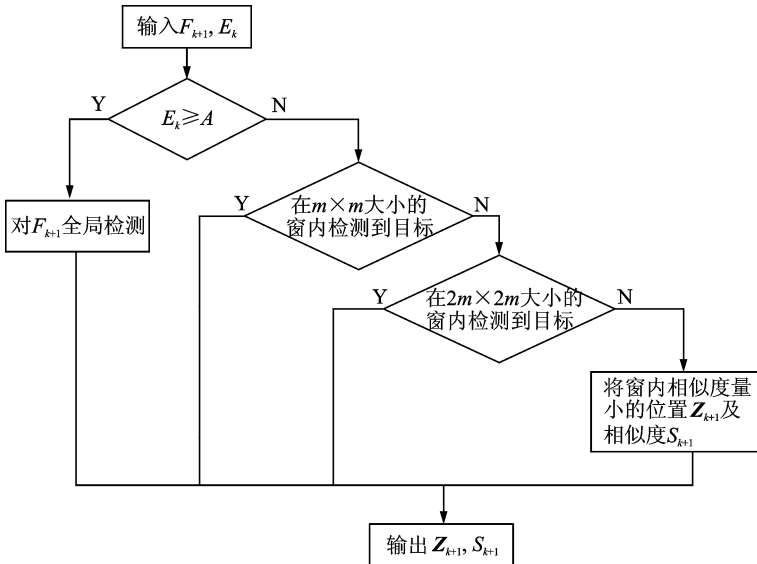 输入F_{k+1}, E_k
Y
E_k≥A
N
对F_{k+1}全局检测
Y
在m×m大小的
窗内检测到目标
N
Y
在2m×2m大小的
窗内检测到目标
N
将窗内相似度量
小的位置Z_{k+1}及
相似度S_{k+1}
输出Z_{k+1}, S_{k+1}